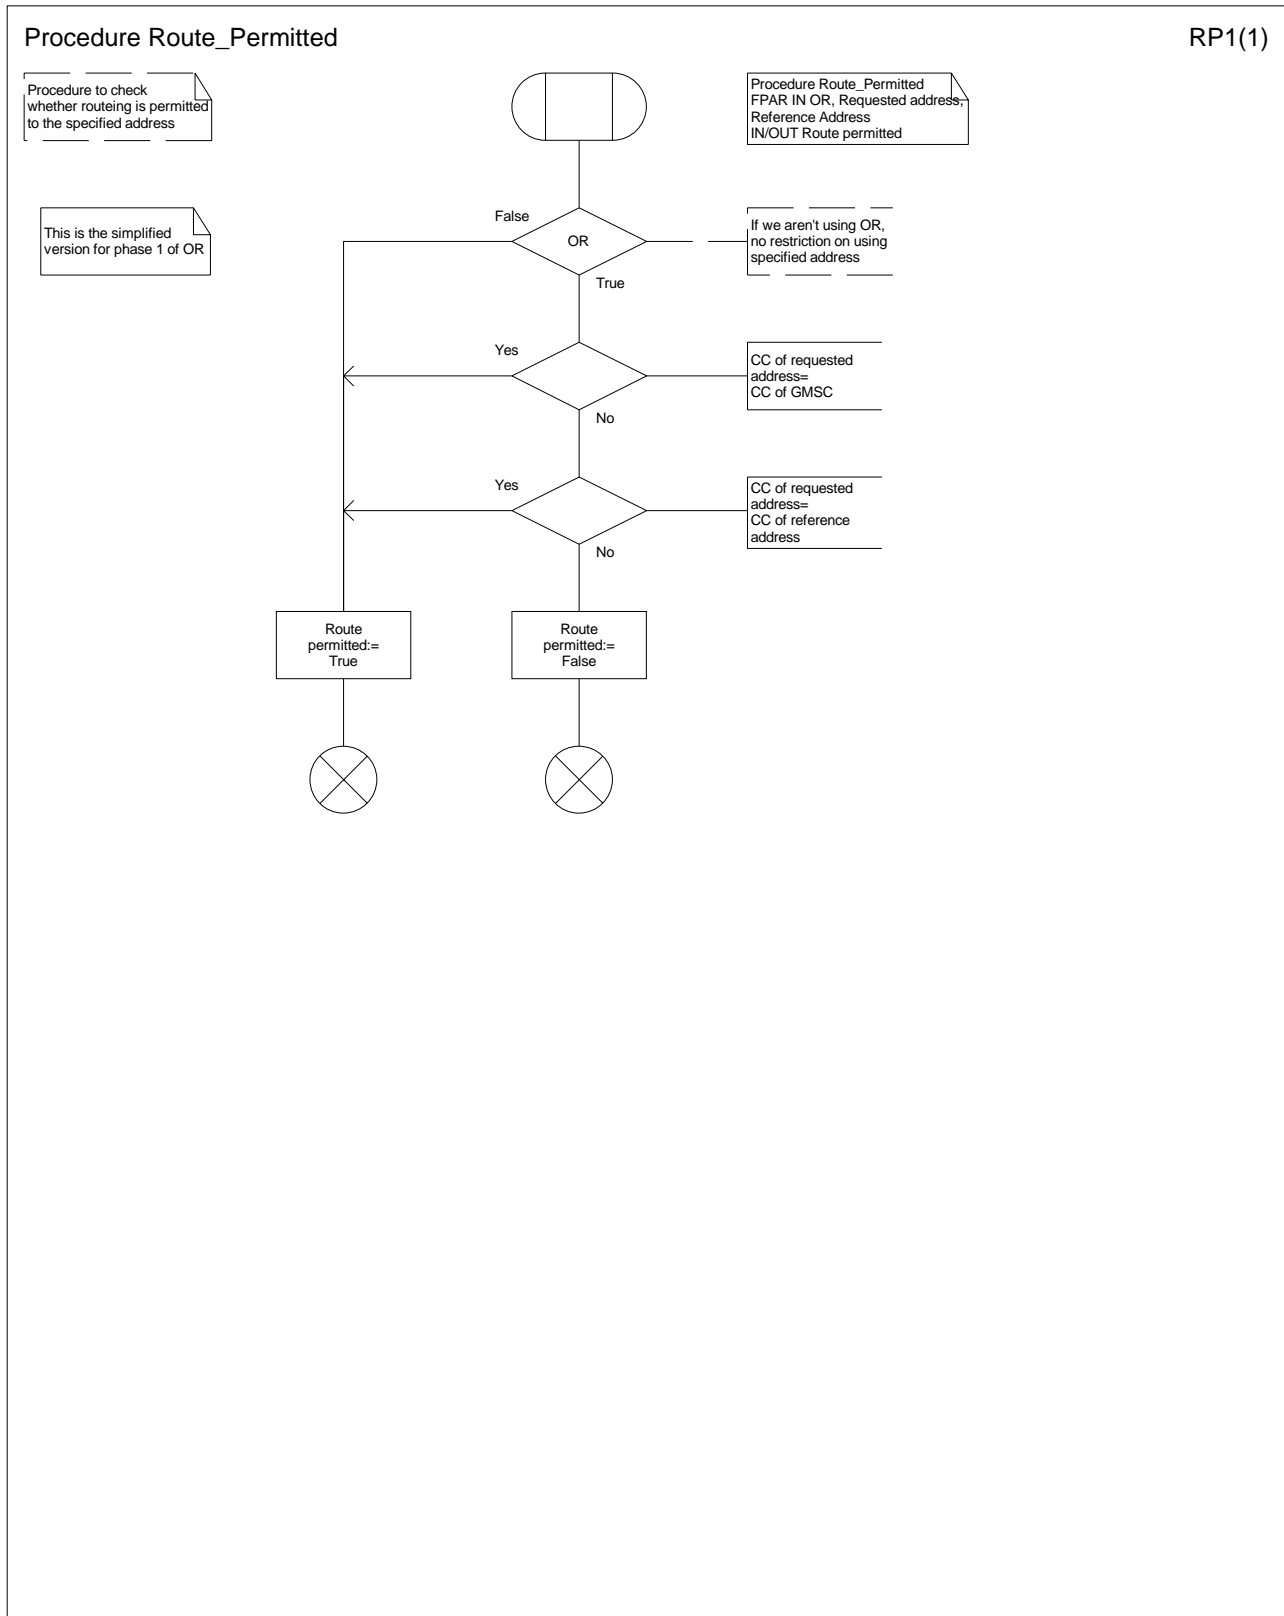 Procedure Route_Permitted
RP1(1)
Procedure to check
whether routeing is permitted
to the specified address
Procedure Route_Permitted
FPAR IN OR, Requested address,
Reference Address
IN/OUT Route permitted
This is the simplified
version for phase 1 of OR
False
OR
True
If we aren't using OR,
no restriction on using
specified address
Yes
No
CC of requested
address=
CC of GMSC
Yes
No
CC of requested
address=
CC of reference
address
Route
permitted:=
True
Route
permitted:=
False